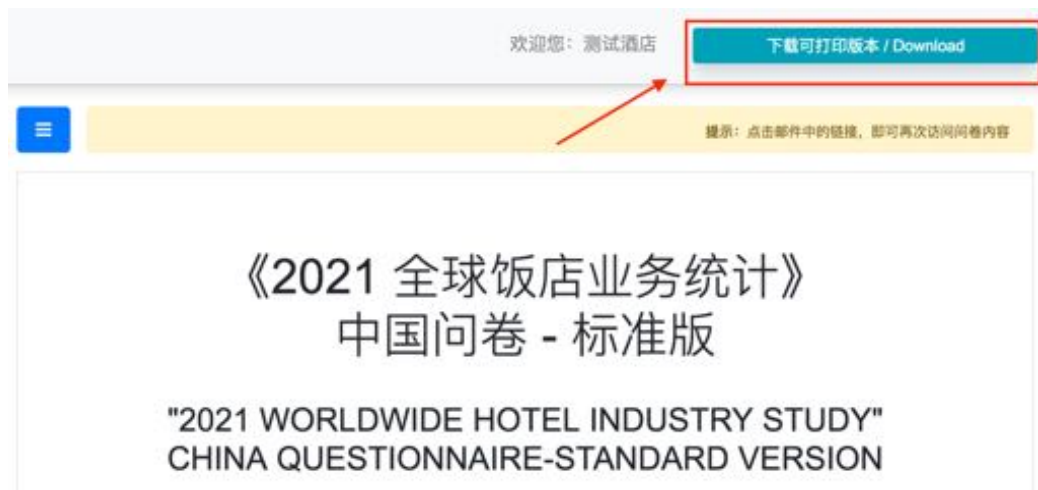 欢迎您：测试酒店
下载可打印版本 / Download
提示：点击邮件中的链接，即可再次访问问卷内容
《2021 全球饭店业务统计》
中国问卷 - 标准版
"2021 WORLDWIDE HOTEL INDUSTRY STUDY"
CHINA QUESTIONNAIRE-STANDARD VERSION